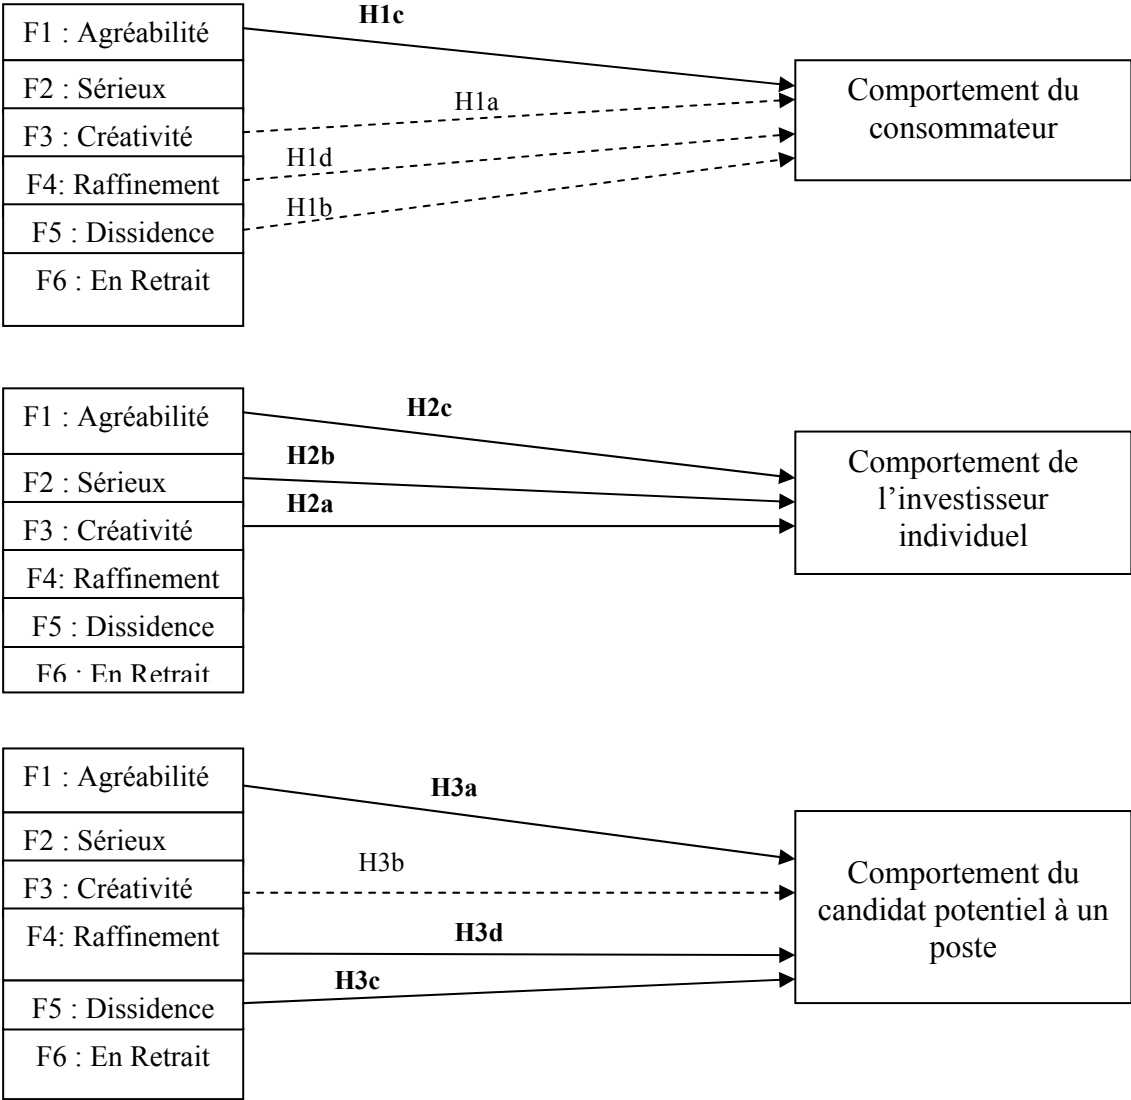 H1c
F1 : Agréabilité
F2 : Sérieux
F3 : Créativité
F4: Raffinement
F5 : Dissidence
F6 : En Retrait
H1a
H1d
H1b
Comportement du
consommateur
F1 : Agréabilité
F2 : Sérieux
F3 : Créativité
F4: Raffinement
F5 : Dissidence
F6 : En Retrait
H2c
H2b
H2a
Comportement de
l’investisseur
individuel
F1 : Agréabilité
F2 : Sérieux
F3 : Créativité
F4: Raffinement
F5 : Dissidence
F6 : En Retrait
H3a
H3b
H3d
H3c
Comportement du
candidat potentiel à un
poste